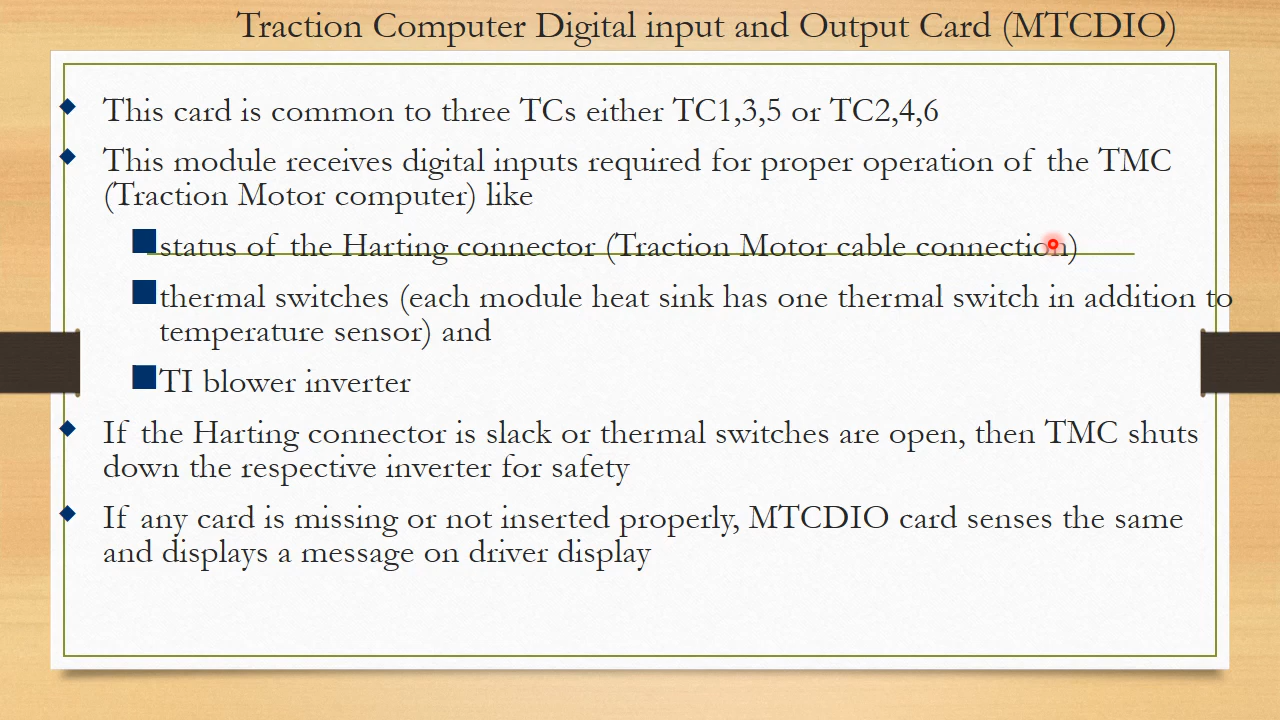 Traction Computer Digital input and Output Card (MTCDIO)
This card is common to three TCs either TC1,3,5 or TC2,4,6
This module receives digital inputs required for proper operation of the TMC
(Traction Motor computer) like
status of the Harting connector (Traction Motor cable connection)
thermal switches (each module heat sink has one thermal switch in addition to
temperature sensor) and
TI blower inverter
If the Harting connector is slack or thermal switches are open, then TMC shuts
down the respective inverter for safety
If any card is missing or not inserted properly, MTCDIO card senses the same
and displays a message on driver display